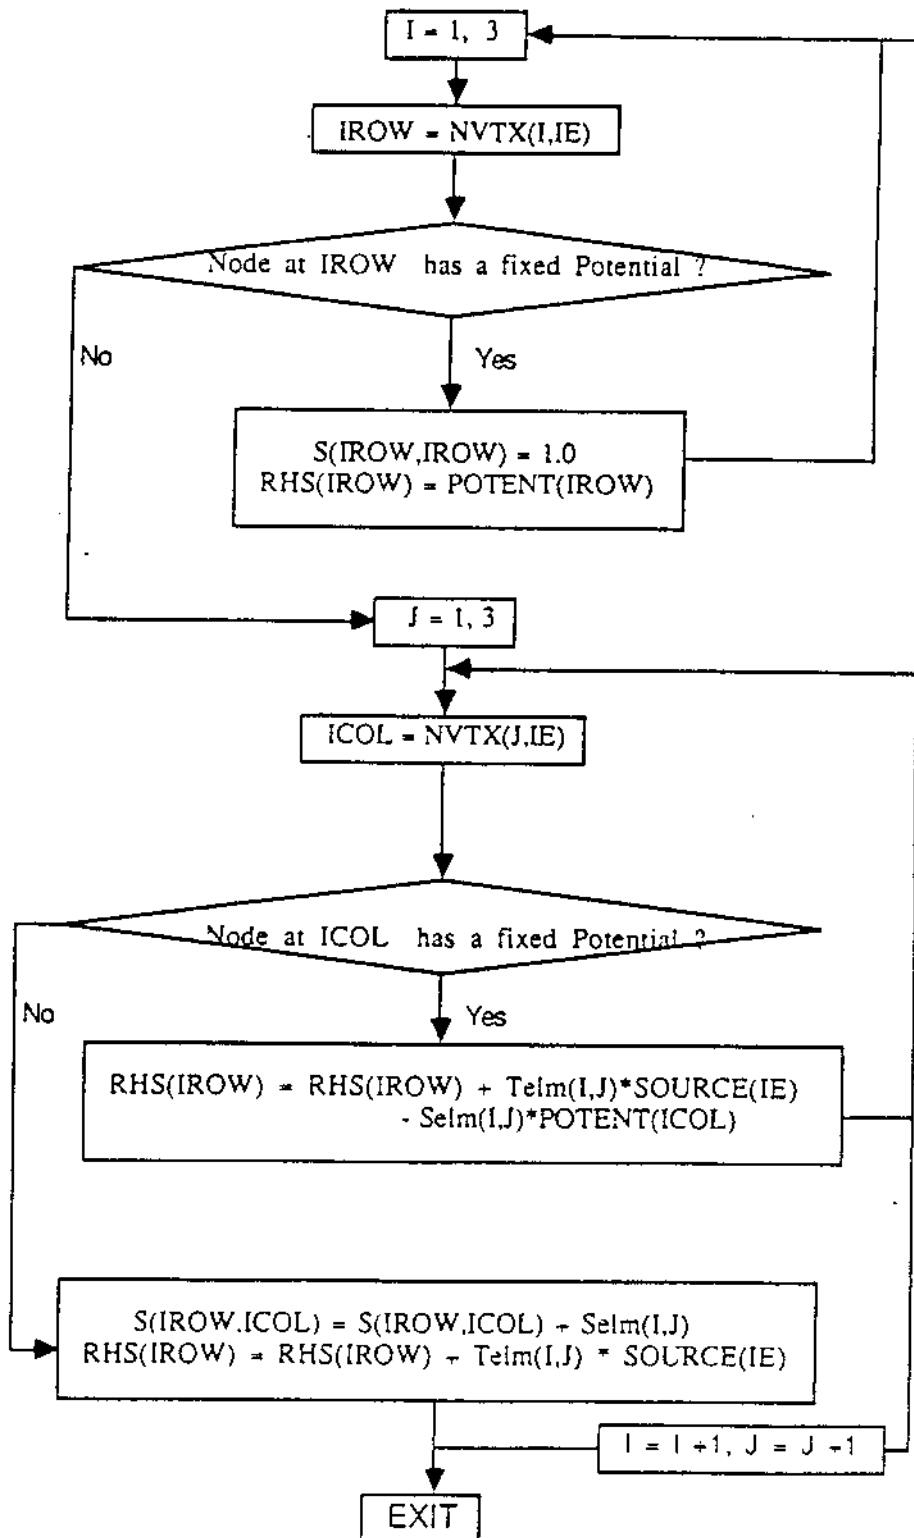 I = 1, 3
IROW = NVTX(I,IE)
Node at IROW has a fixed Potential ?
No
Yes
S(IROW,IROW) = 1.0
RHS(IROW) = POTENT(IROW)
J = 1, 3
ICOL = NVTX(J,IE)
Node at ICOL has a fixed Potential ?
No
Yes
RHS(IROW) = RHS(IROW) + Telm(I,J)*SOURCE(IE)
- Selm(I,J)*POTENT(ICOL)
S(IROW,ICOL) = S(IROW,ICOL) + Selm(I,J)
RHS(IROW) = RHS(IROW) + Telm(I,J) * SOURCE(IE)
I = I +1, J = J +1
EXIT